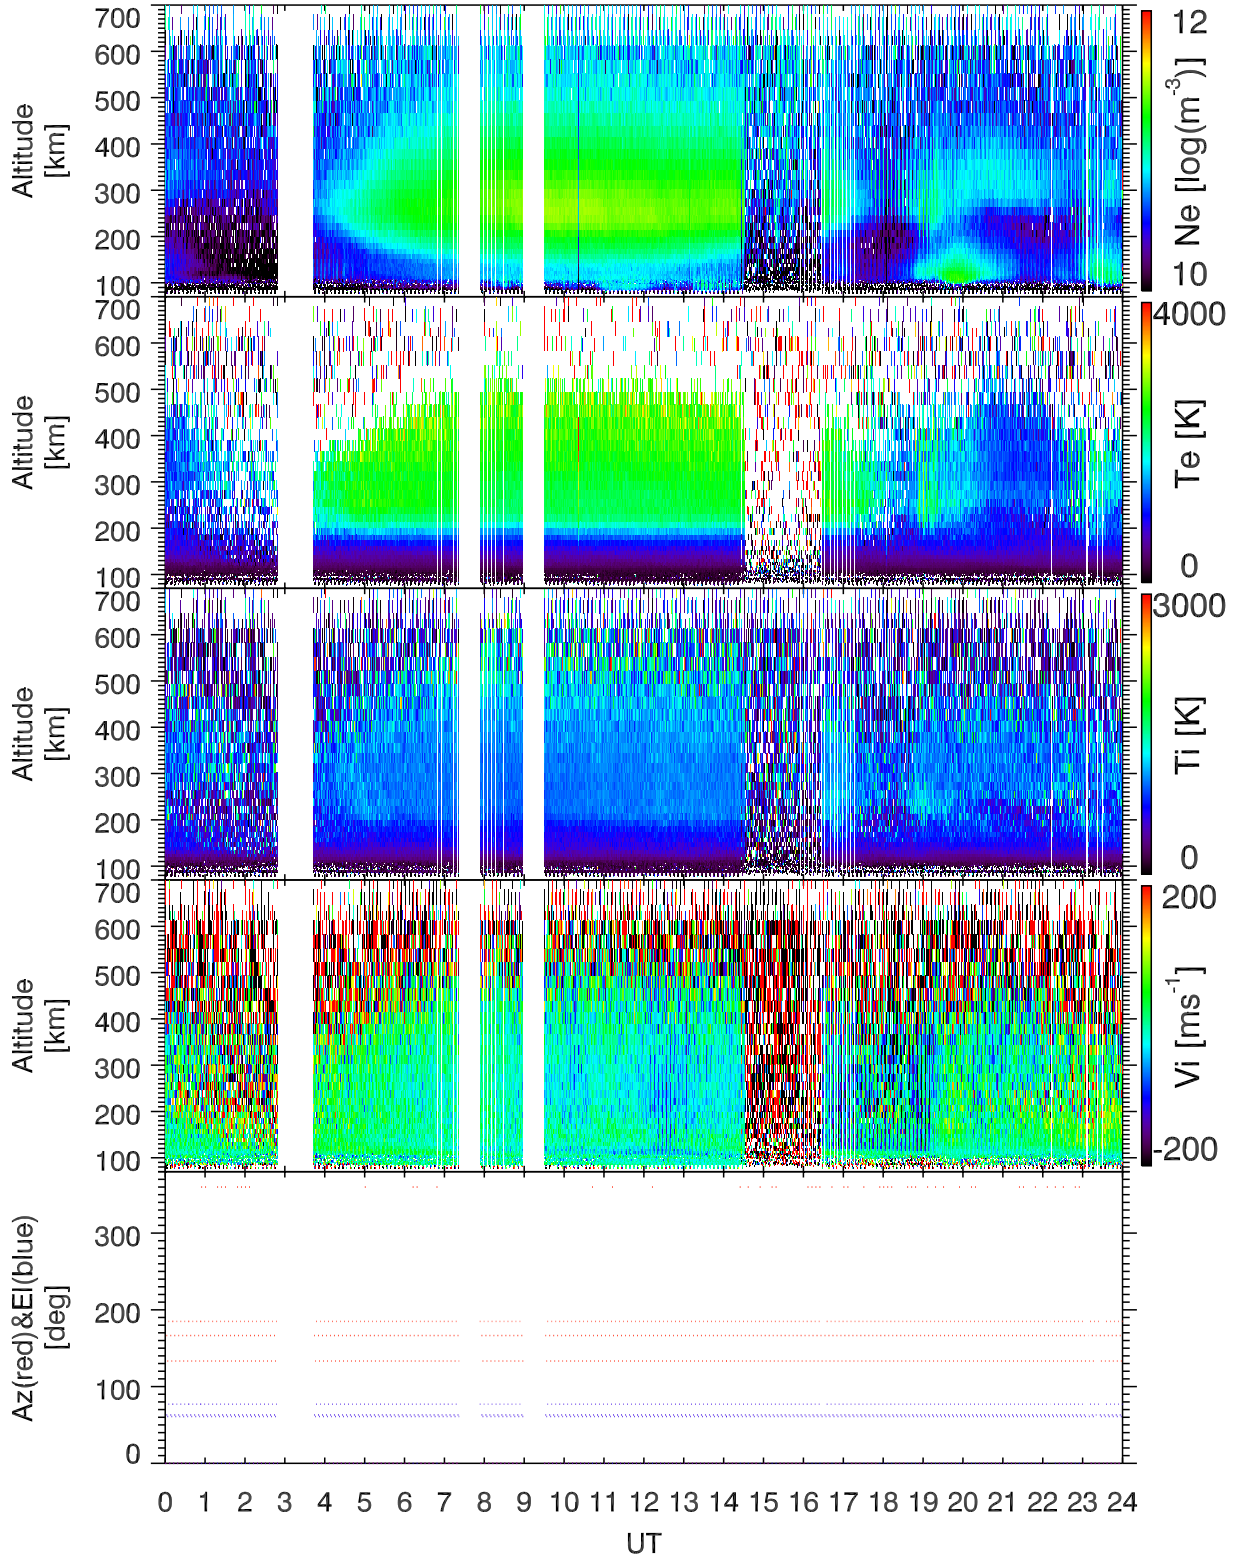 700
600
500
400
300
200
100
Altitude
[km]
12
Ne [log(m⁻³)]
10
700
600
500
400
300
200
100
Altitude
[km]
4000
Te [K]
0
700
600
500
400
300
200
100
Altitude
[km]
3000
Ti [K]
0
700
600
500
400
300
200
100
Altitude
[km]
200
Vi [ms⁻¹]
-200
300
200
100
0
Az(red)&El(blue)
[deg]
0 1 2 3 4 5 6 7 8 9 10 11 12 13 14 15 16 17 18 19 20 21 22 23 24
UT